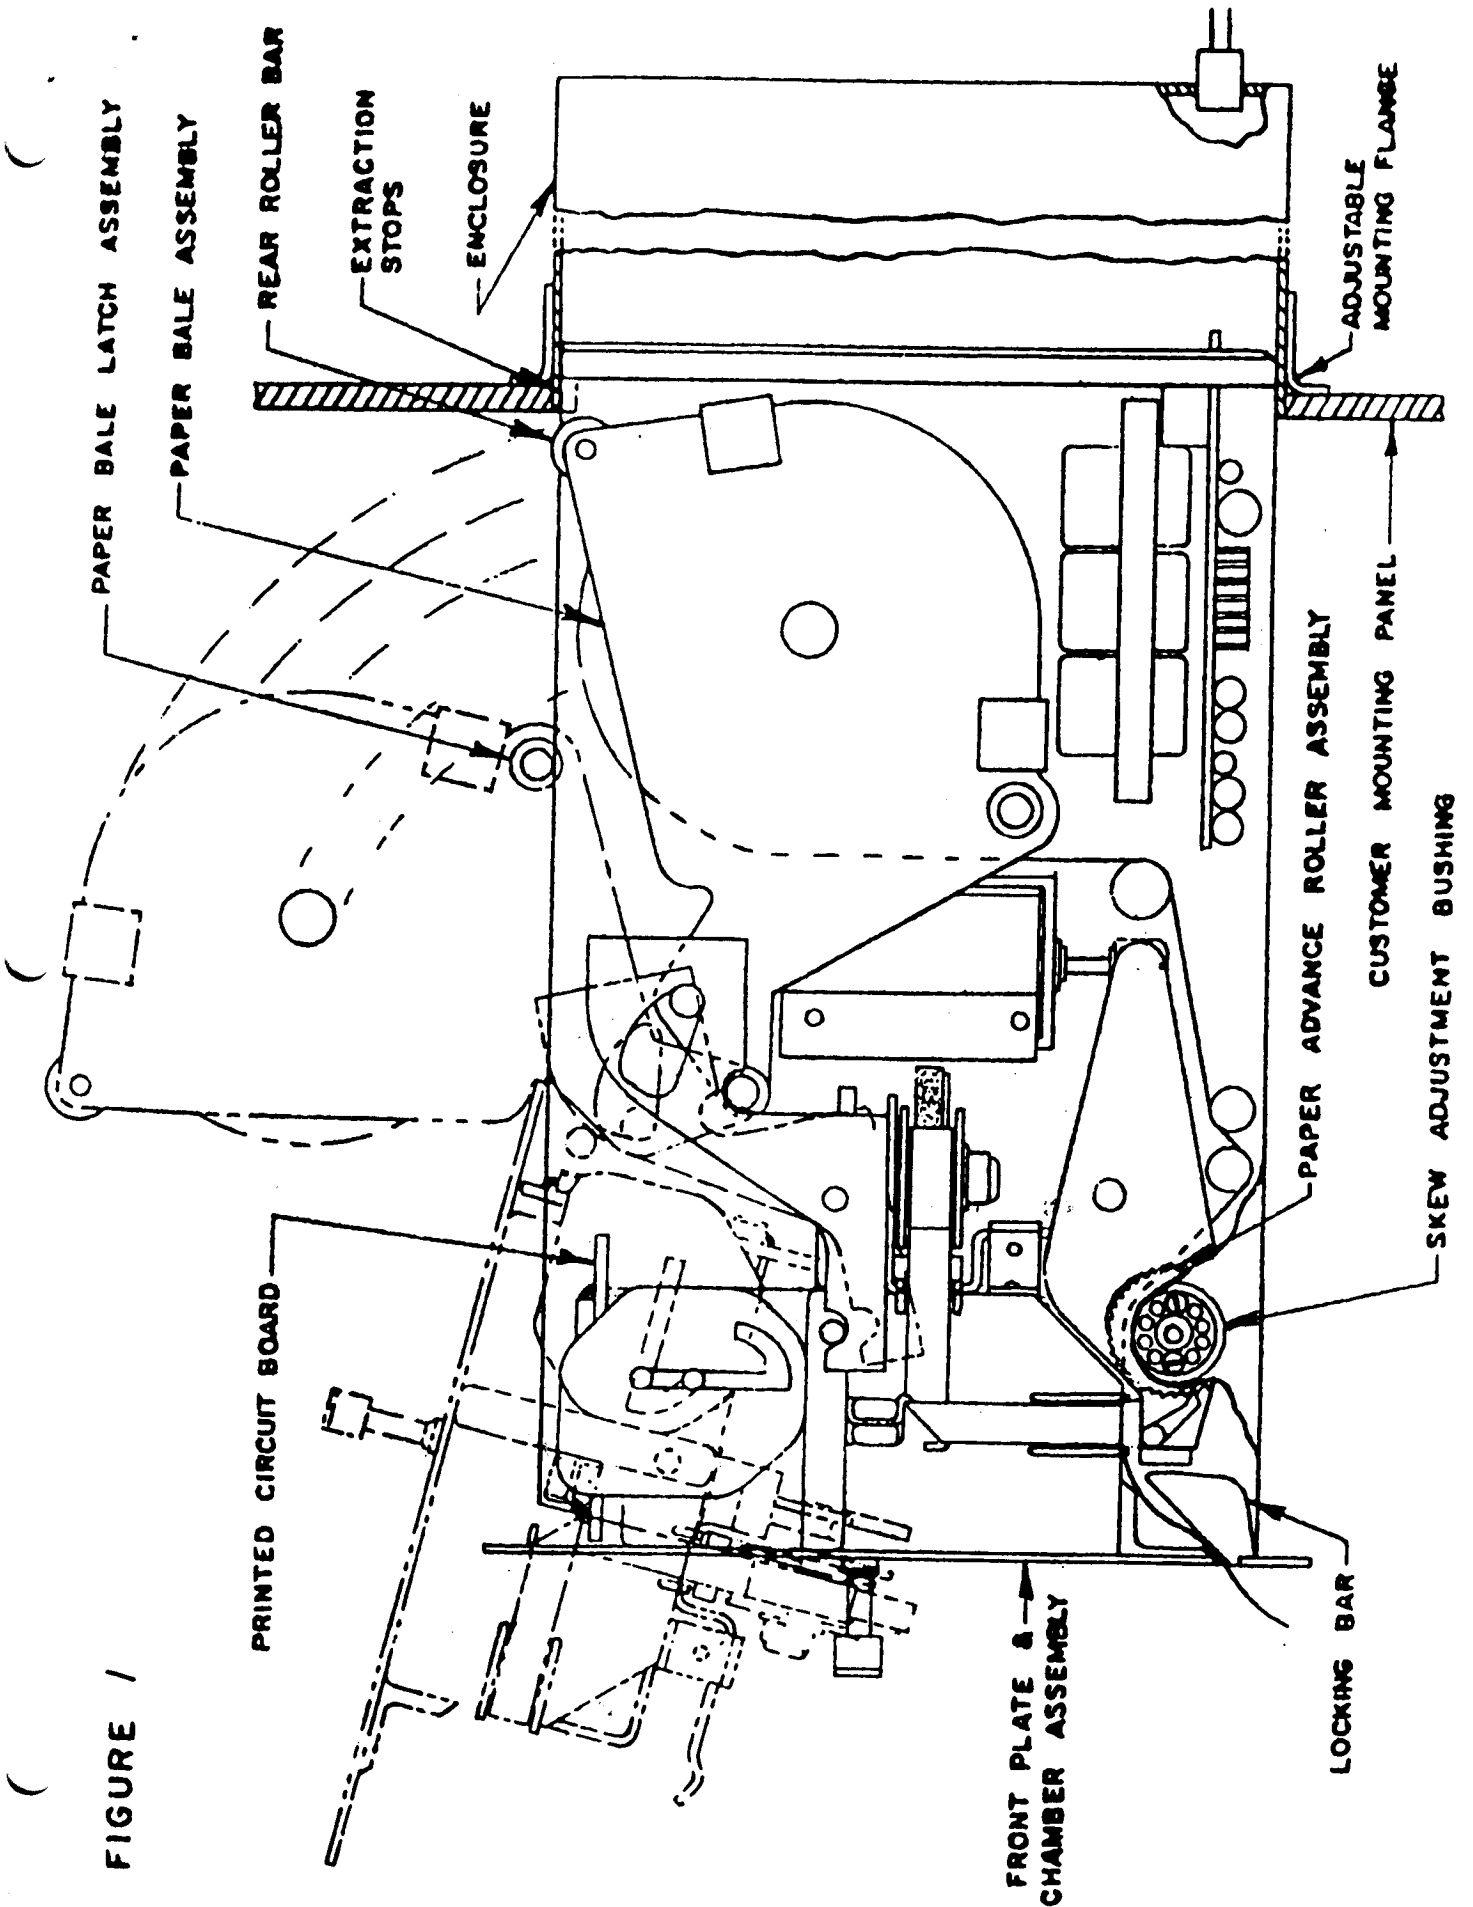 FIGURE 1
PAPER BALE LATCH ASSEMBLY
PAPER BALE ASSEMBLY
REAR ROLLER BAR
EXTRACTION
STOPS
ENCLOSURE
PRINTED CIRCUIT BOARD
FRONT PLATE &
CHAMBER ASSEMBLY
LOCKING BAR
SKEW ADJUSTMENT BUSHING
PAPER ADVANCE ROLLER ASSEMBLY
CUSTOMER MOUNTING PANEL
ADJUSTABLE
MOUNTING FLANGE